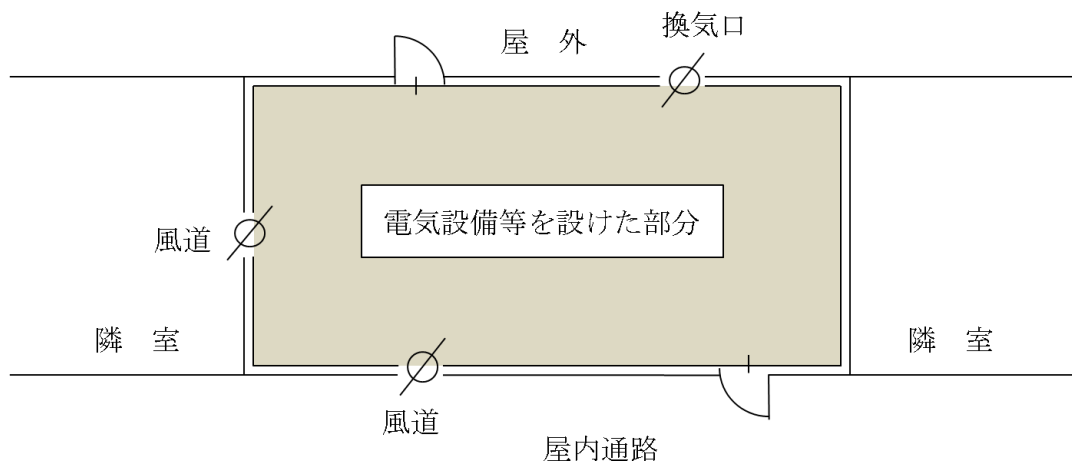 換気口
屋 外
電気設備等を設けた部分
風道
隣 室
隣 室
風道
屋内通路